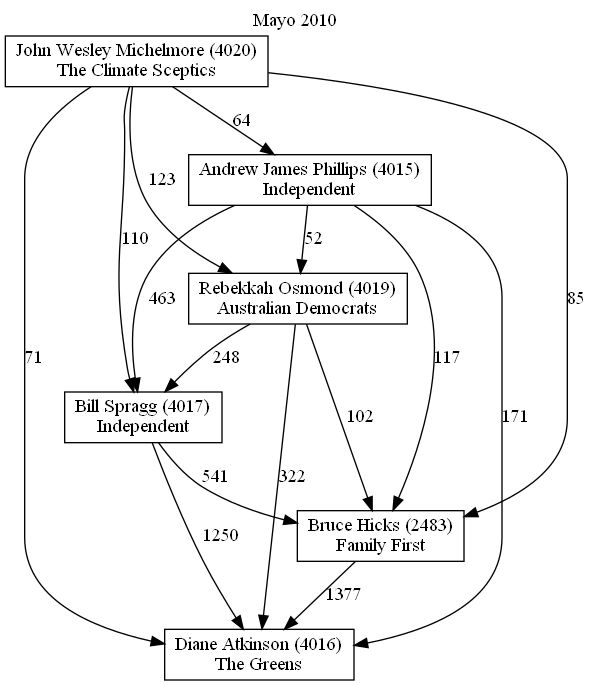 Mayo 2010
John Wesley Michelmore (4020)
The Climate Sceptics
64
Andrew James Phillips (4015)
Independent
123
110
463
52
Rebekkah Osmond (4019)
Australian Democrats
85
71
248
102
117
171
Bill Spragg (4017)
Independent
541
322
1250
Bruce Hicks (2483)
Family First
1377
Diane Atkinson (4016)
The Greens